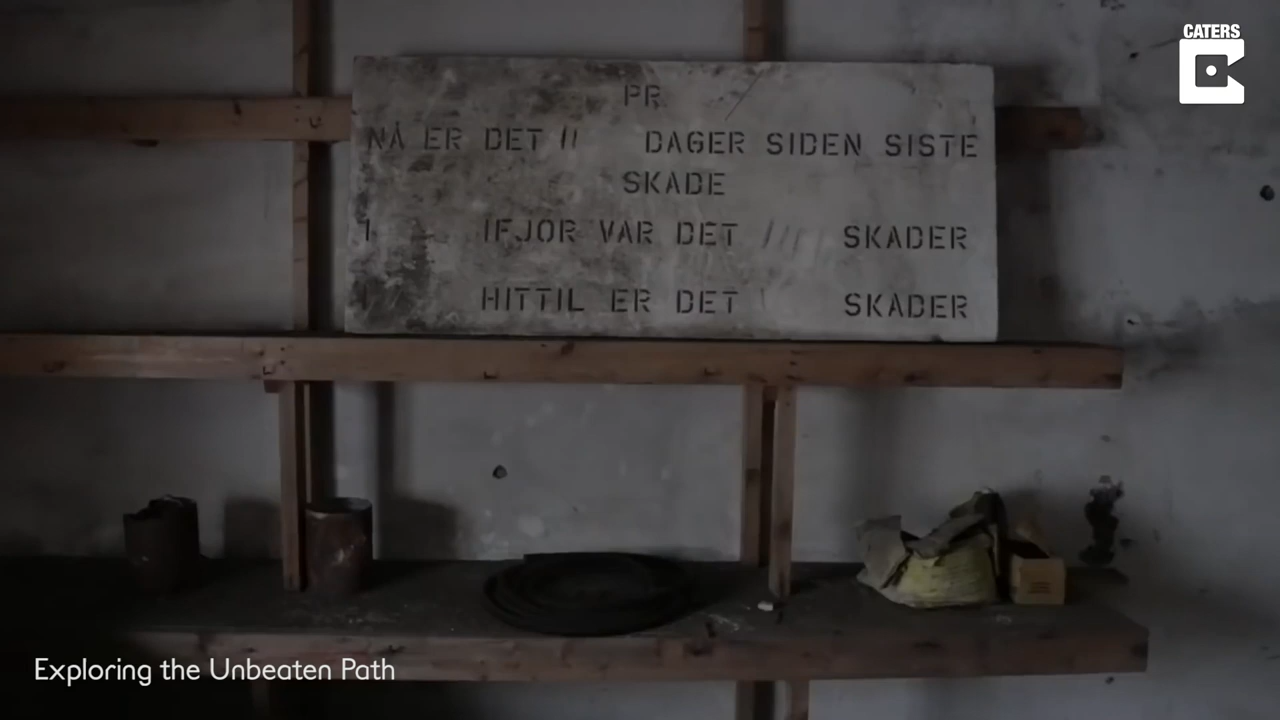 CATERS
PR
NÅ ER DET // DAGER SIDEN SISTE
SKADE
1 IFJOR VAR DET //// SKADER
HITTIL ER DET SKADER
Exploring the Unbeaten Path